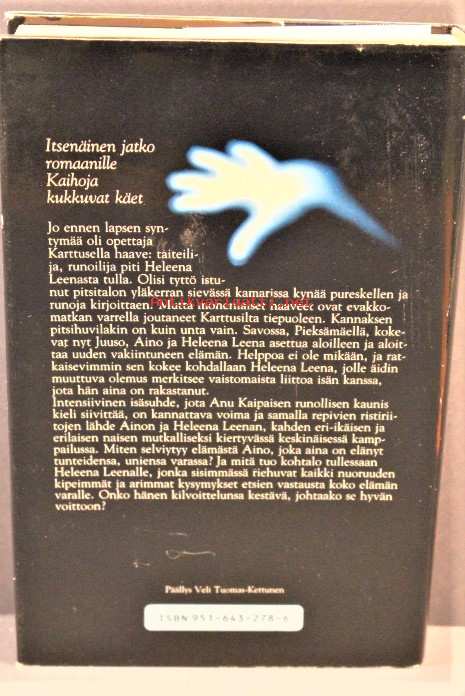 Itsenäinen jatko
romaanille
Kaihoja
kukkuvat käet
Jo ennen lapsen syn-
tymää oli opettaja
Karttusella haave: taiteili-
ja, runoilija piti Heleena
Leenasta tulla. Olisi tyttö istu-
nut pitsitalon yläkerran sievässä kamarissa kynää pureskellen ja
runoja kirjoittaen. Mutta monenlaiset haaveet ovat evakko-
matkan varrella joutaneet Karttusilta tiepuoleen. Kannaksen
pitsihuvilakin on kuin unta vain. Savossa, Pieksämäellä, koke-
vat nyt Juuso, Aino ja Heleena Leena asettua aloilleen ja aloit-
taa uuden vakiintuneen elämän. Helppoa ei ole mikään, ja rat-
kaisevimmin sen kokee kohdallaan Heleena Leena, jolle äidin
muuttuva olemus merkitsee vaistomaista liittoa isän kanssa,
jota hän aina on rakastanut.
Intensiivinen isäsuhde, jota Anu Kaipaisen runollisen kaunis
kieli siivittää, on kannattava voima ja samalla repivien ristirii-
tojen lähde Ainon ja Heleena Leenan, kahden eri-ikäisen ja
erilaisen naisen mutkalliseksi kiertyvässä keskinäisessä kamp-
pailussa. Miten selviytyy elämästä Aino, joka aina on elänyt
tunteidensa, uniensa varassa? Ja mitä tuo kohtalo tullessaan
Heleena Leenalle, jonka sisimmässä riehuvat kaikki nuoruuden
kipeimmät ja arimmat kysymykset etsien vastausta koko elämän
varalle. Onko hänen kilvoittelunsa kestävä, johtaako se hyvän
voittoon?
Päällys Veli Tuomas-Kettunen
ISBN 951-643-278-6